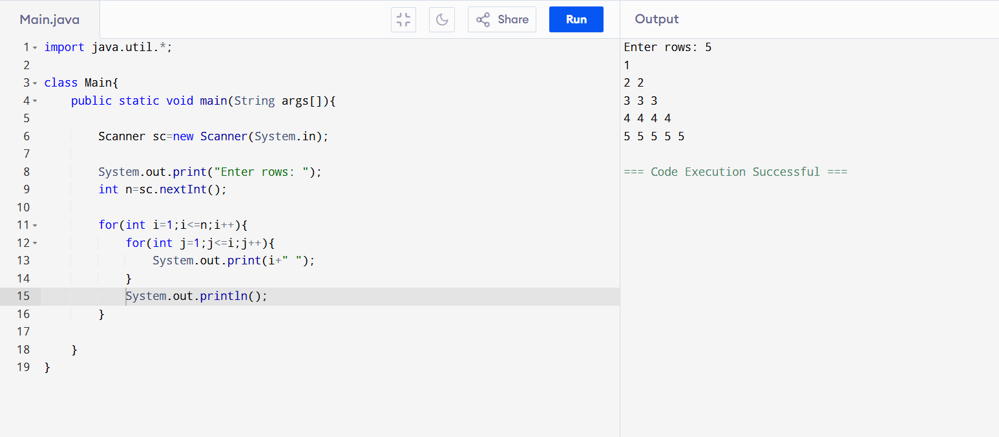 Main.java
Share
Run
Output
1 import java.util.*;
2
3 class Main{
4     public static void main(String args[]){
5
6         Scanner sc=new Scanner(System.in);
7
8         System.out.print("Enter rows: ");
9         int n=sc.nextInt();
10
11         for(int i=1;i<=n;i++){
12             for(int j=1;j<=i;j++){
13                 System.out.print(i+" ");
14             }
15             System.out.println();
16         }
17
18     }
19 }
Enter rows: 5
1
2 2
3 3 3
4 4 4 4
5 5 5 5 5
=== Code Execution Successful ===